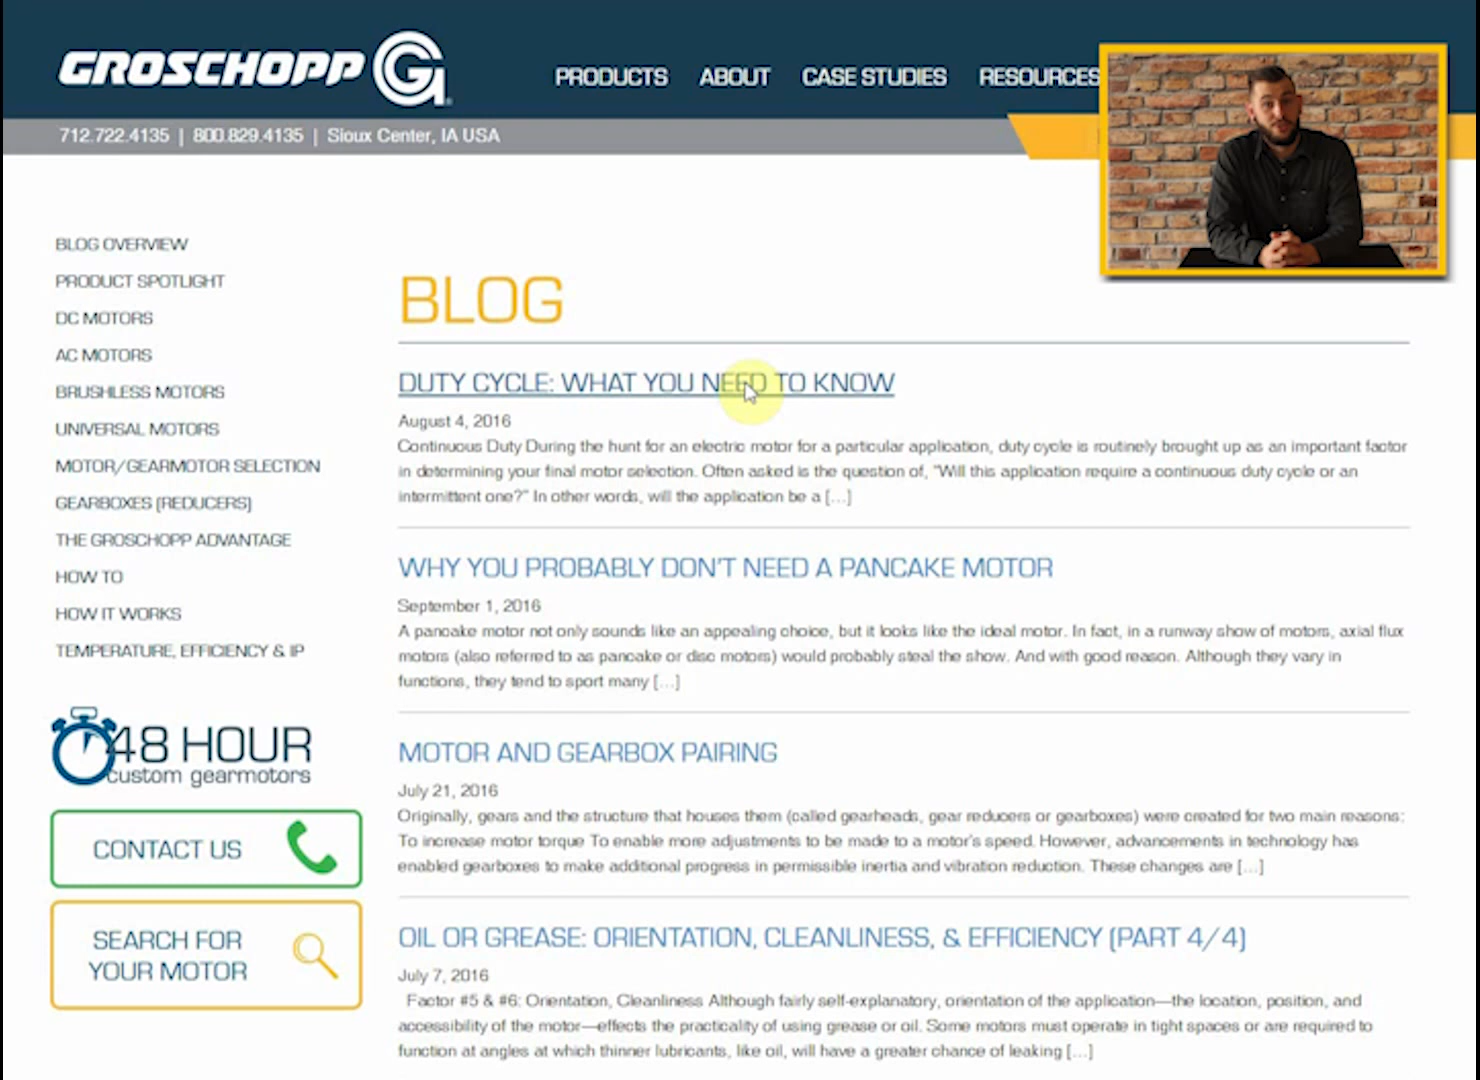 GROSCHOPP
PRODUCTS ABOUT CASE STUDIES RESOURCES
712.722.4135 | 800.829.4135 | Sioux Center, IA USA
BLOG OVERVIEW
PRODUCT SPOTLIGHT
DC MOTORS
AC MOTORS
BRUSHLESS MOTORS
UNIVERSAL MOTORS
MOTOR/GEARMOTOR SELECTION
GEARBOXES (REDUCERS)
THE GROSCHOPP ADVANTAGE
HOW TO
HOW IT WORKS
TEMPERATURE, EFFICIENCY & IP
48 HOUR
custom gearmotors
CONTACT US
SEARCH FOR
YOUR MOTOR
BLOG
DUTY CYCLE: WHAT YOU NEED TO KNOW
August 4, 2016
Continuous Duty During the hunt for an electric motor for a particular application, duty cycle is routinely brought up as an important factor
in determining your final motor selection. Often asked is the question of, "Will this application require a continuous duty cycle or an
intermittent one?" In other words, will the application be a [...]
WHY YOU PROBABLY DON'T NEED A PANCAKE MOTOR
September 1, 2016
A pancake motor not only sounds like an appealing choice, but it looks like the ideal motor. In fact, in a runway show of motors, axial flux
motors (also referred to as pancake or disc motors) would probably steal the show. And with good reason. Although they vary in
functions, they tend to sport many [...]
MOTOR AND GEARBOX PAIRING
July 21, 2016
Originally, gears and the structure that houses them (called gearheads, gear reducers or gearboxes) were created for two main reasons:
To increase motor torque To enable more adjustments to be made to a motor's speed. However, advancements in technology has
enabled gearboxes to make additional progress in permissible inertia and vibration reduction. These changes are [...]
OIL OR GREASE: ORIENTATION, CLEANLINESS, & EFFICIENCY (PART 4/4)
July 7, 2016
Factor #5 & #6: Orientation, Cleanliness Although fairly self-explanatory, orientation of the application—the location, position, and
accessibility of the motor—effects the practicality of using grease or oil. Some motors must operate in tight spaces or are required to
function at angles at which thinner lubricants, like oil, will have a greater chance of leaking [...]